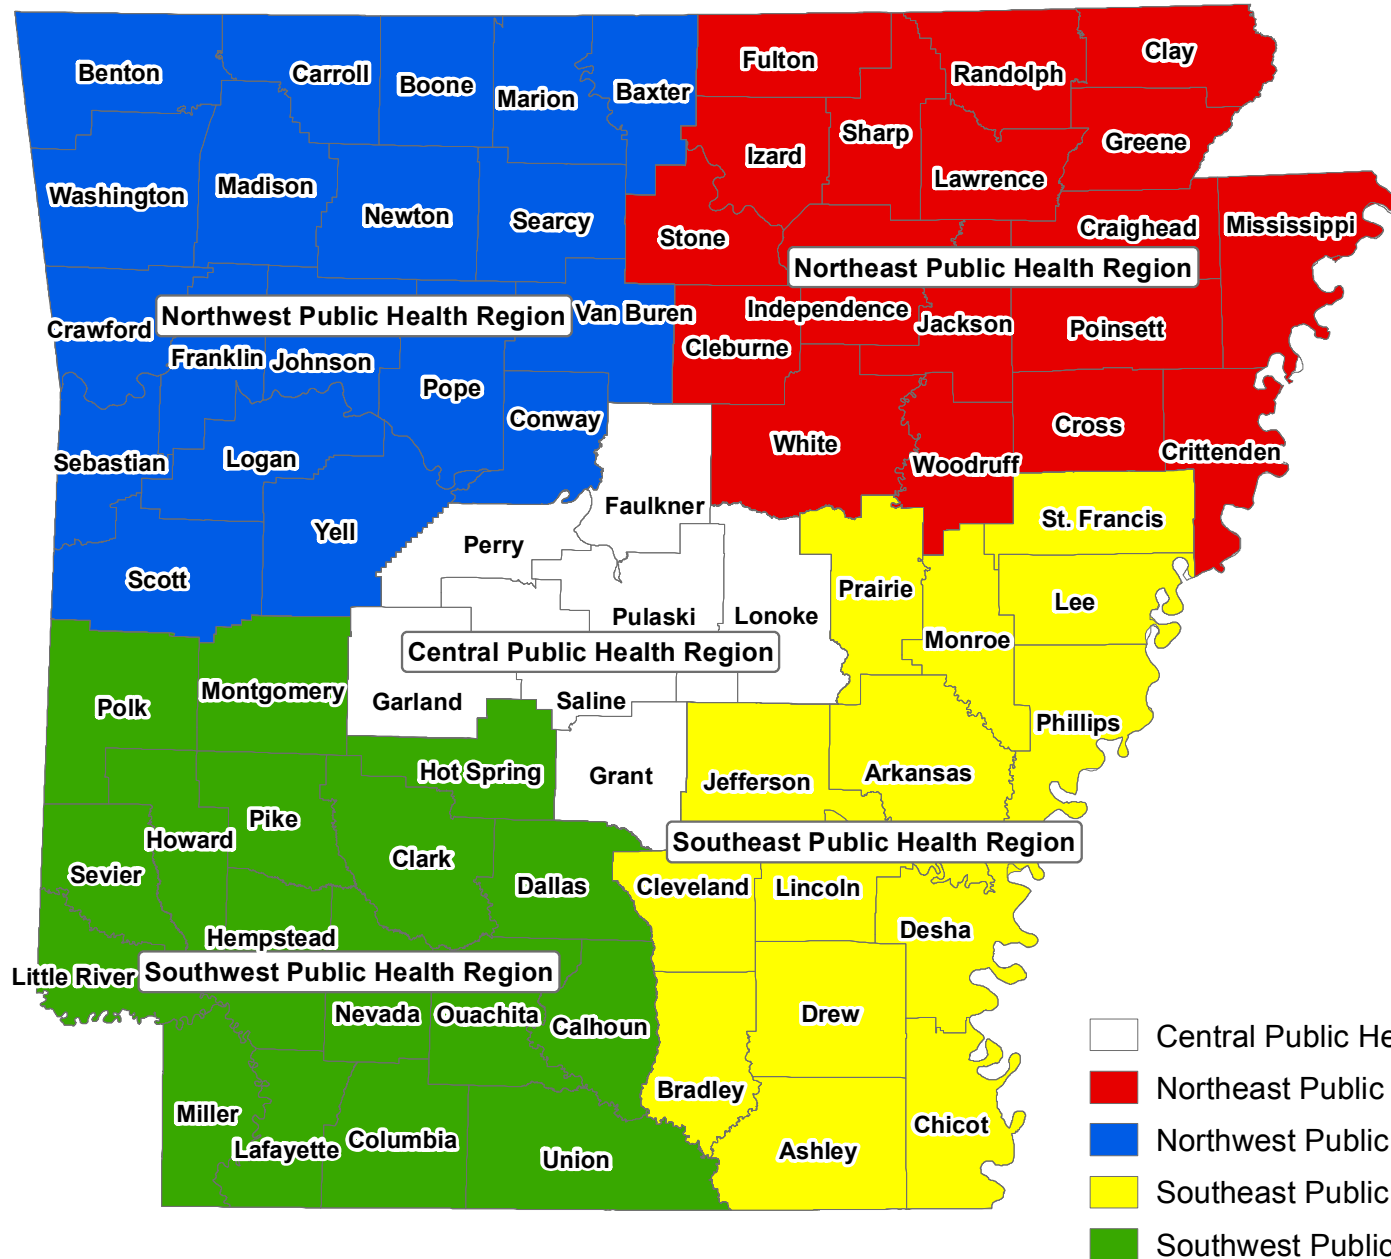 Benton
Carroll
Boone
Marion
Baxter
Fulton
Randolph
Clay
Sharp
Greene
Izard
Lawrence
Washington
Madison
Newton
Searcy
Stone
Craighead
Mississippi
Northeast Public Health Region
Crawford
Northwest Public Health Region
Van Buren
Independence
Jackson
Poinsett
Cleburne
Franklin
Johnson
Pope
Conway
White
Cross
Crittenden
Woodruff
Sebastian
Logan
Faulkner
St. Francis
Yell
Perry
Scott
Prairie
Lee
Pulaski
Lonoke
Monroe
Central Public Health Region
Polk
Montgomery
Garland
Saline
Phillips
Hot Spring
Grant
Jefferson
Arkansas
Howard
Pike
Southeast Public Health Region
Sevier
Clark
Dallas
Cleveland
Lincoln
Desha
Hempstead
Little River
Southwest Public Health Region
Nevada
Ouachita
Calhoun
Drew
Bradley
Miller
Lafayette
Columbia
Union
Ashley
Chicot
Central Public He
Northeast Public
Northwest Public
Southeast Public
Southwest Public